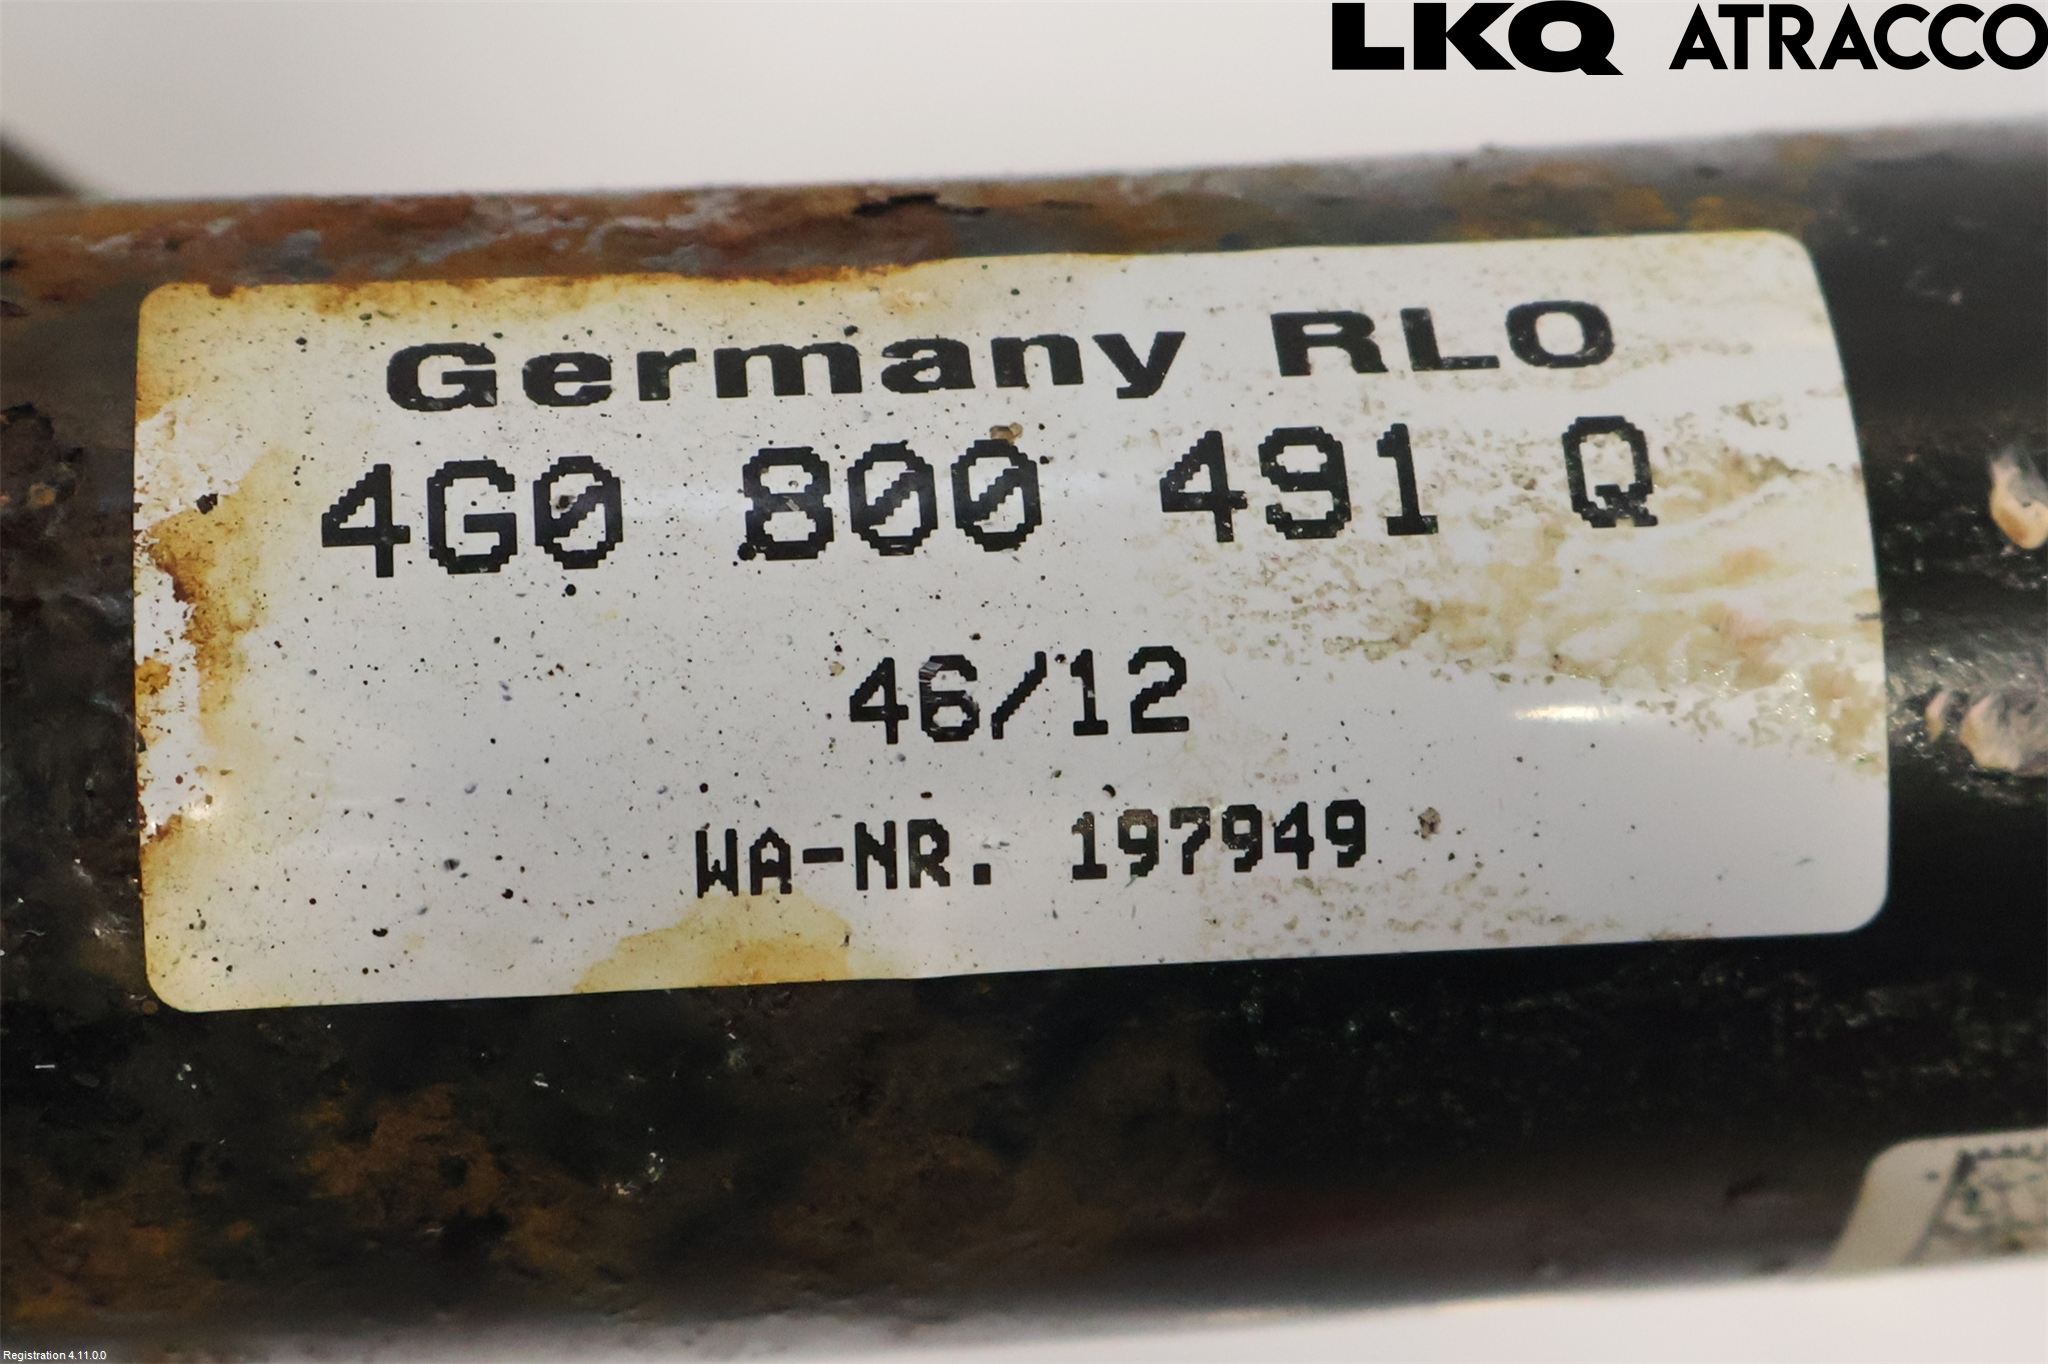 LKQ ATRACCO
Germany RLO
4G0 800 491 Q
46/12
WA-NR. 197949
Registration 4.11.0.0